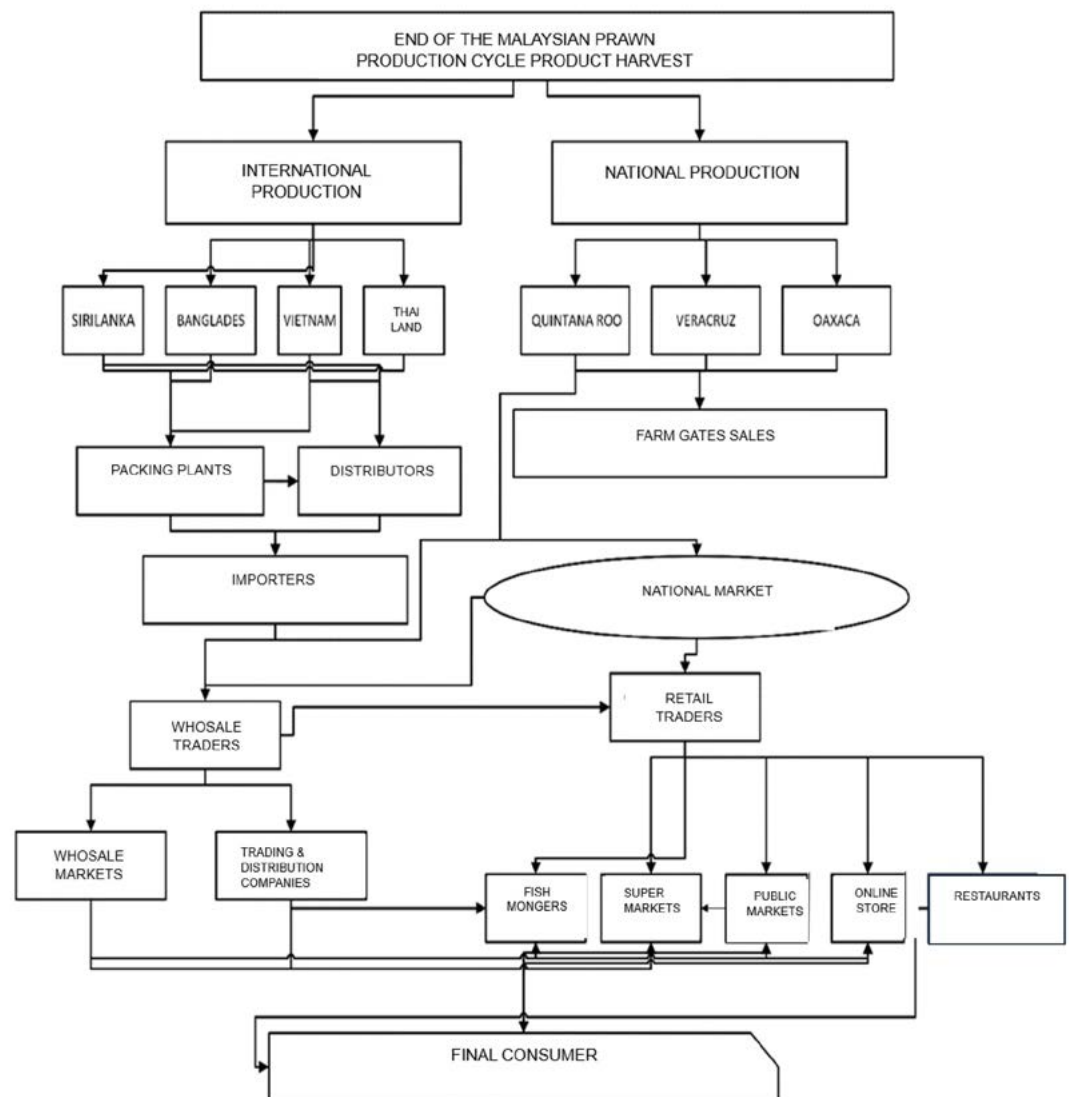 END OF THE MALAYSIAN PRAWN
PRODUCTION CYCLE PRODUCT HARVEST
INTERNATIONAL
PRODUCTION
NATIONAL PRODUCTION
SIRILANKA
BANGLADES
VIETNAM
THAI
LAND
QUINTANA ROO
VERACRUZ
OAXACA
FARM GATES SALES
PACKING PLANTS
DISTRIBUTORS
IMPORTERS
NATIONAL MARKET
RETAIL
TRADERS
WHOSALE
TRADERS
WHOSALE
MARKETS
TRADING &
DISTRIBUTION
COMPANIES
FISH
MONGERS
SUPER
MARKETS
PUBLIC
MARKETS
ONLINE
STORE
RESTAURANTS
FINAL CONSUMER